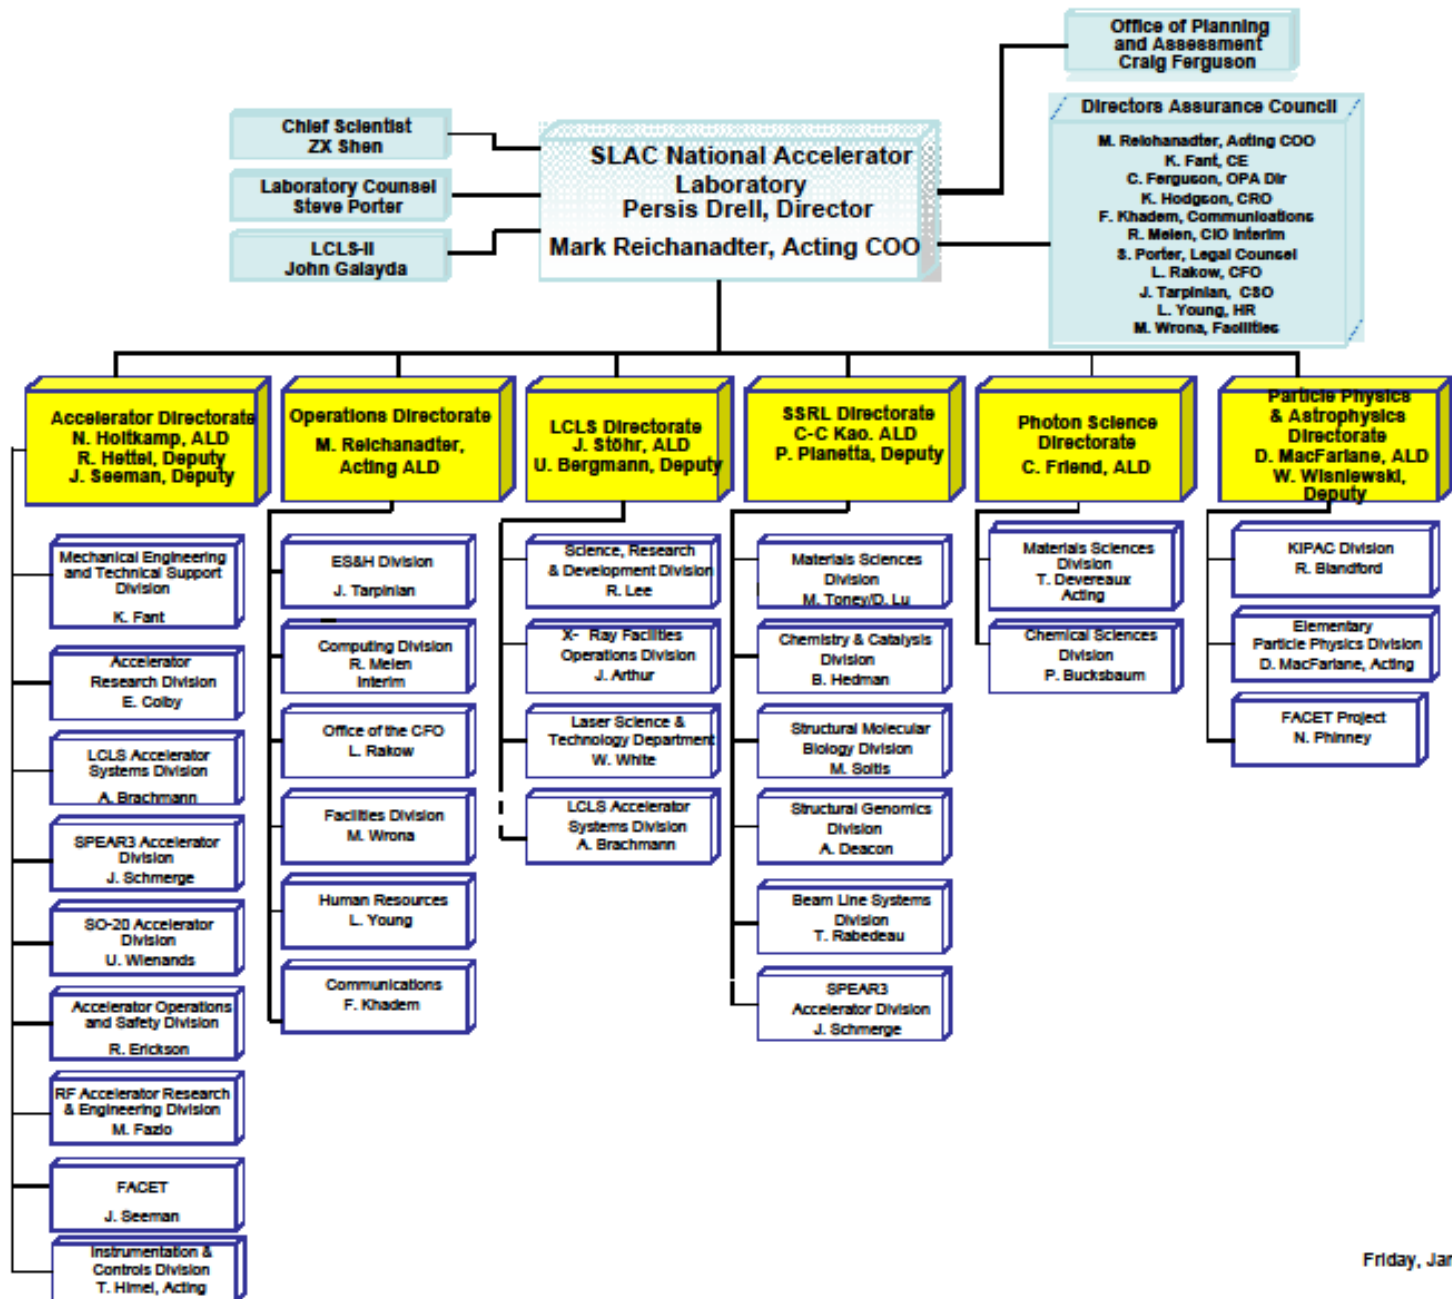 Office of Planning
and Assessment
Craig Ferguson
Directors Assurance Council
M. Reichanadter, Acting COO
K. Fant, CE
C. Ferguson, OPA Dir
K. Hodgson, CRO
F. Khadem, Communications
R. Melen, CIO Interim
S. Porter, Legal Counsel
L. Rakow, CFO
J. Tarpinian, CSO
L. Young, HR
M. Wrona, Facilities
Chief Scientist
ZX Shen
Laboratory Counsel
Steve Porter
LCLS-II
John Galayda
SLAC National Accelerator
Laboratory
Persis Drell, Director
Mark Reichanadter, Acting COO
Accelerator Directorate
N. Holtkamp, ALD
R. Hettel, Deputy
J. Seeman, Deputy
Mechanical Engineering
and Technical Support
Division
K. Fant
Accelerator
Research Division
E. Colby
LCLS Accelerator
Systems Division
A. Brachmann
SPEAR3 Accelerator
Division
J. Schmerge
SO-20 Accelerator
Division
U. Wienands
Accelerator Operations
and Safety Division
R. Erickson
RF Accelerator Research
& Engineering Division
M. Fazio
FACET
J. Seeman
Instrumentation &
Controls Division
T. Himel, Acting
Operations Directorate
M. Reichanadter,
Acting ALD
ES&H Division
J. Tarpinian
Computing Division
R. Melen
Interim
Office of the CFO
L. Rakow
Facilities Division
M. Wrona
Human Resources
L. Young
Communications
F. Khadem
LCLS Directorate
J. Stöhr, ALD
U. Bergmann, Deputy
Science, Research
& Development Division
R. Lee
X- Ray Facilities
Operations Division
J. Arthur
Laser Science &
Technology Department
W. White
LCLS Accelerator
Systems Division
A. Brachmann
SSRL Directorate
C-C Kao. ALD
P. Pianetta, Deputy
Materials Sciences
Division
M. Toney/D. Lu
Chemistry & Catalysis
Division
B. Hedman
Structural Molecular
Biology Division
M. Soltis
Structural Genomics
Division
A. Deacon
Beam Line Systems
Division
T. Rabedeau
SPEAR3
Accelerator Division
J. Schmerge
Photon Science
Directorate
C. Friend, ALD
Materials Sciences
Division
T. Devereaux
Acting
Chemical Sciences
Division
P. Bucksbaum
Particle Physics
& Astrophysics
Directorate
D. MacFarlane, ALD
W. Wisniewski,
Deputy
KIPAC Division
R. Blandford
Elementary
Particle Physics Division
D. MacFarlane, Acting
FACET Project
N. Phinney
Friday, Jan